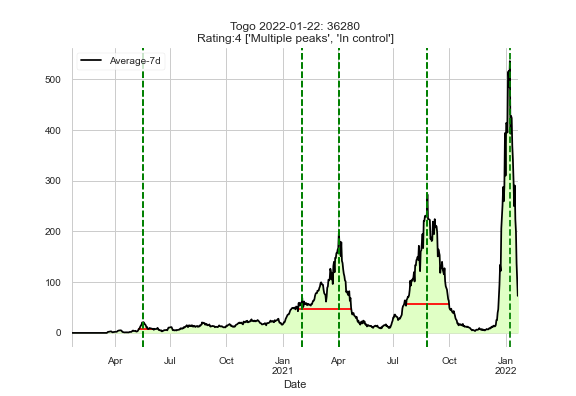 Togo 2022-01-22: 36280
Rating:4 ['Multiple peaks', 'In control']
Average-7d
500
400
300
200
100
0
Apr Jul Oct Jan Apr Jul Oct Jan
2021 2022
Date